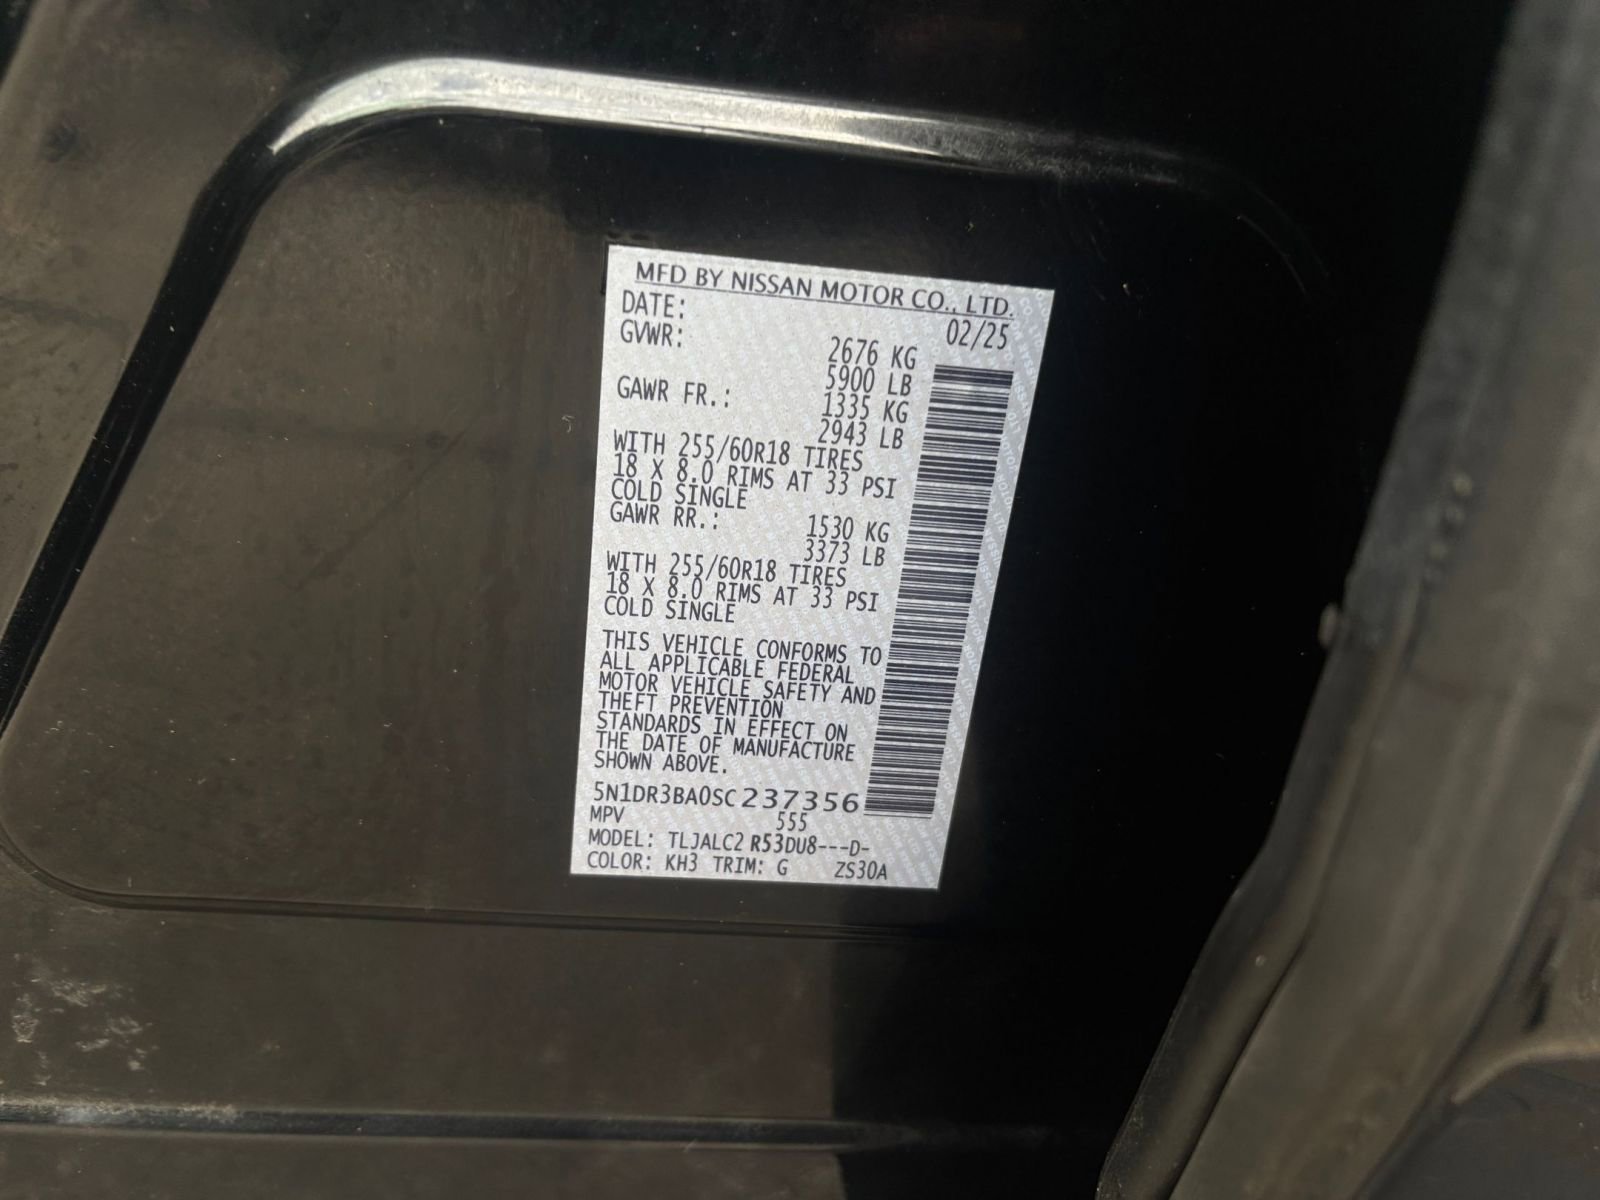 MFD BY NISSAN MOTOR CO., LTD.
DATE: 02/25
GVWR: 2676 KG
5900 LB
GAWR FR.: 1335 KG
2943 LB
WITH 255/60R18 TIRES
18 X 8.0 RIMS AT 33 PSI
COLD SINGLE
GAWR RR.: 1530 KG
3373 LB
WITH 255/60R18 TIRES
18 X 8.0 RIMS AT 33 PSI
COLD SINGLE
THIS VEHICLE CONFORMS TO
ALL APPLICABLE FEDERAL
MOTOR VEHICLE SAFETY AND
THEFT PREVENTION
STANDARDS IN EFFECT ON
THE DATE OF MANUFACTURE
SHOWN ABOVE.
5N1DR3BA0SC237356
MPV 555
MODEL: TLJALC2 R53DU8---D-
COLOR: KH3 TRIM: G ZS30A